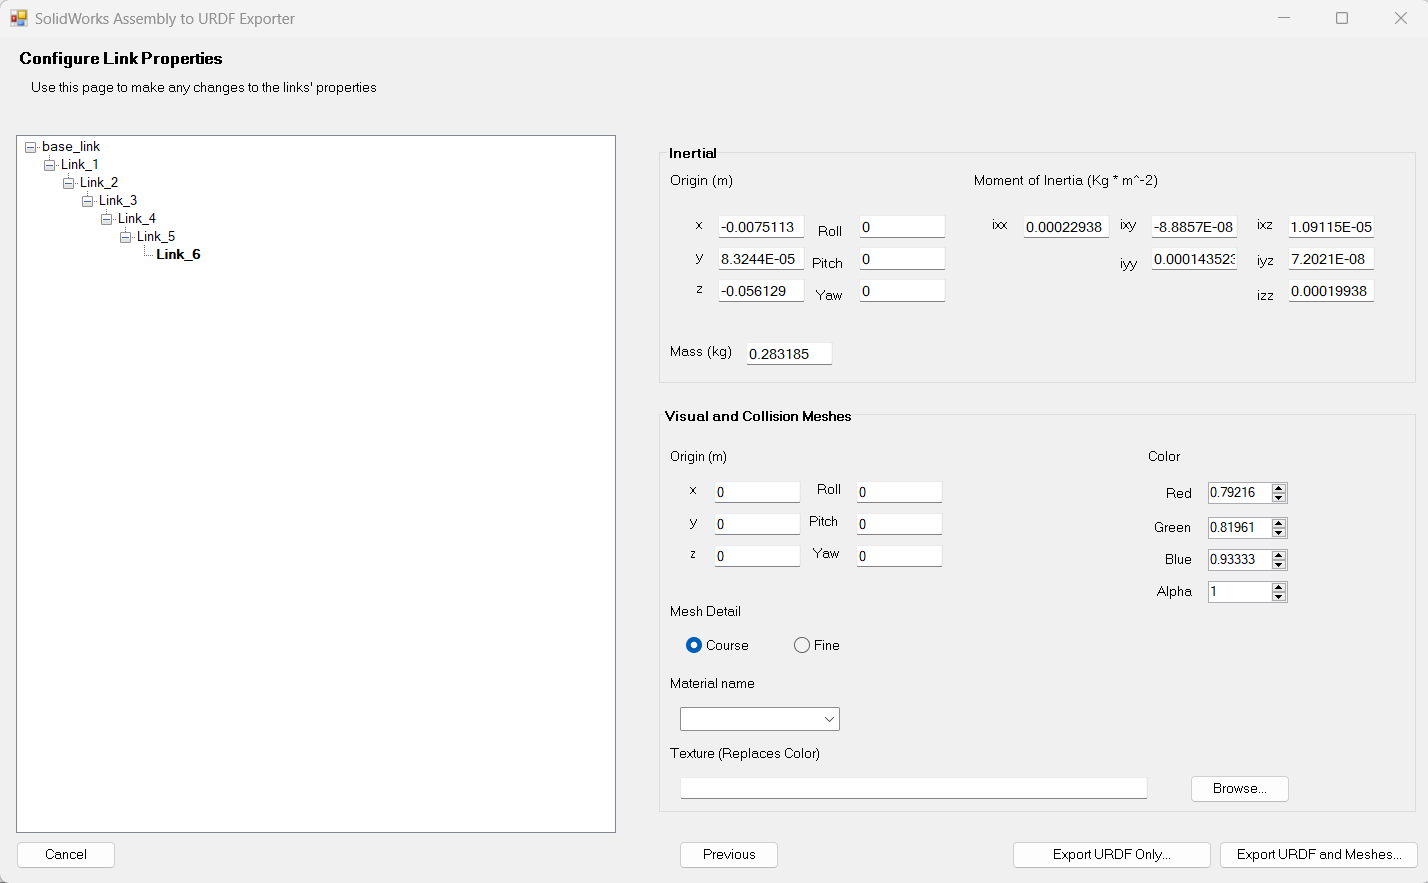 SolidWorks Assembly to URDF Exporter
Configure Link Properties
Use this page to make any changes to the links' properties
base_link
Link_1
Link_2
Link_3
Link_4
Link_5
Link_6
Inertial
Origin (m)
Moment of Inertia (Kg * m^-2)
x -0.0075113 Roll 0 ixx 0.00022938 ixy -8.8857E-08 ixz 1.09115E-05
y 8.3244E-05 Pitch 0 iyy 0.000143523 iyz 7.2021E-08
z -0.056129 Yaw 0 izz 0.00019938
Mass (kg) 0.283185
Visual and Collision Meshes
Origin (m)
Color
x 0 Roll 0 Red 0.79216
y 0 Pitch 0 Green 0.81961
z 0 Yaw 0 Blue 0.93333
Alpha 1
Mesh Detail
Course Fine
Material name
Texture (Replaces Color)
Browse...
Cancel Previous Export URDF Only... Export URDF and Meshes...